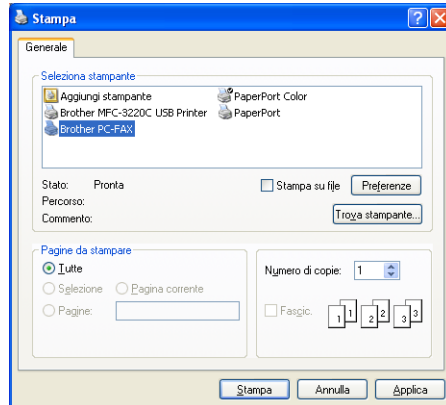 Stampa
Generale
Seleziona stampante
Aggiungi stampante PaperPort Color
Brother MFC-3220C USB Printer PaperPort
Brother PC-FAX
Stato: Pronta Stampa su file Preferenze
Percorso:
Commento: Trova stampante...
Pagine da stampare
Tutte Numero di copie: 1
Selezione Pagina corrente
Pagine: Fascic. 1 1 2 2 3 3
Stampa Annulla Applica